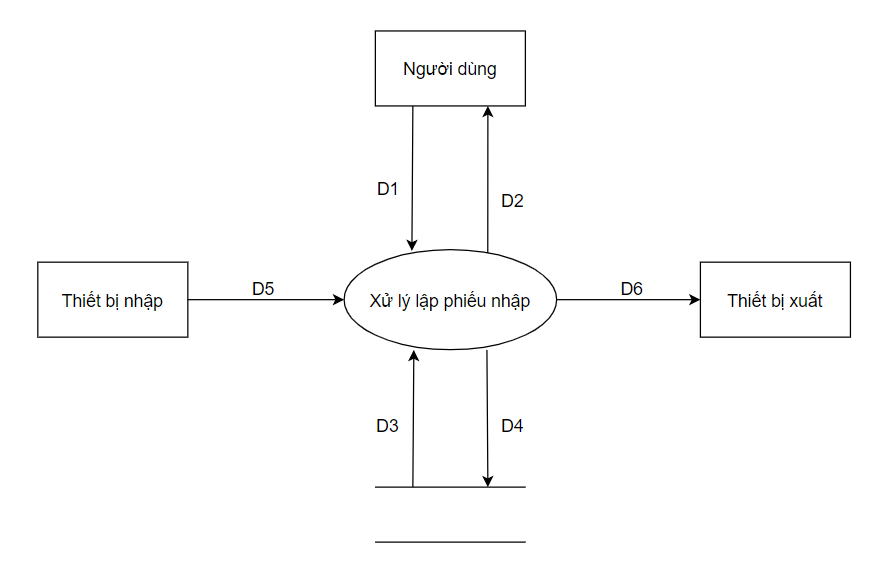 Người dùng
D1
D2
Thiết bị nhập
D5
Xử lý lập phiếu nhập
D6
Thiết bị xuất
D3
D4